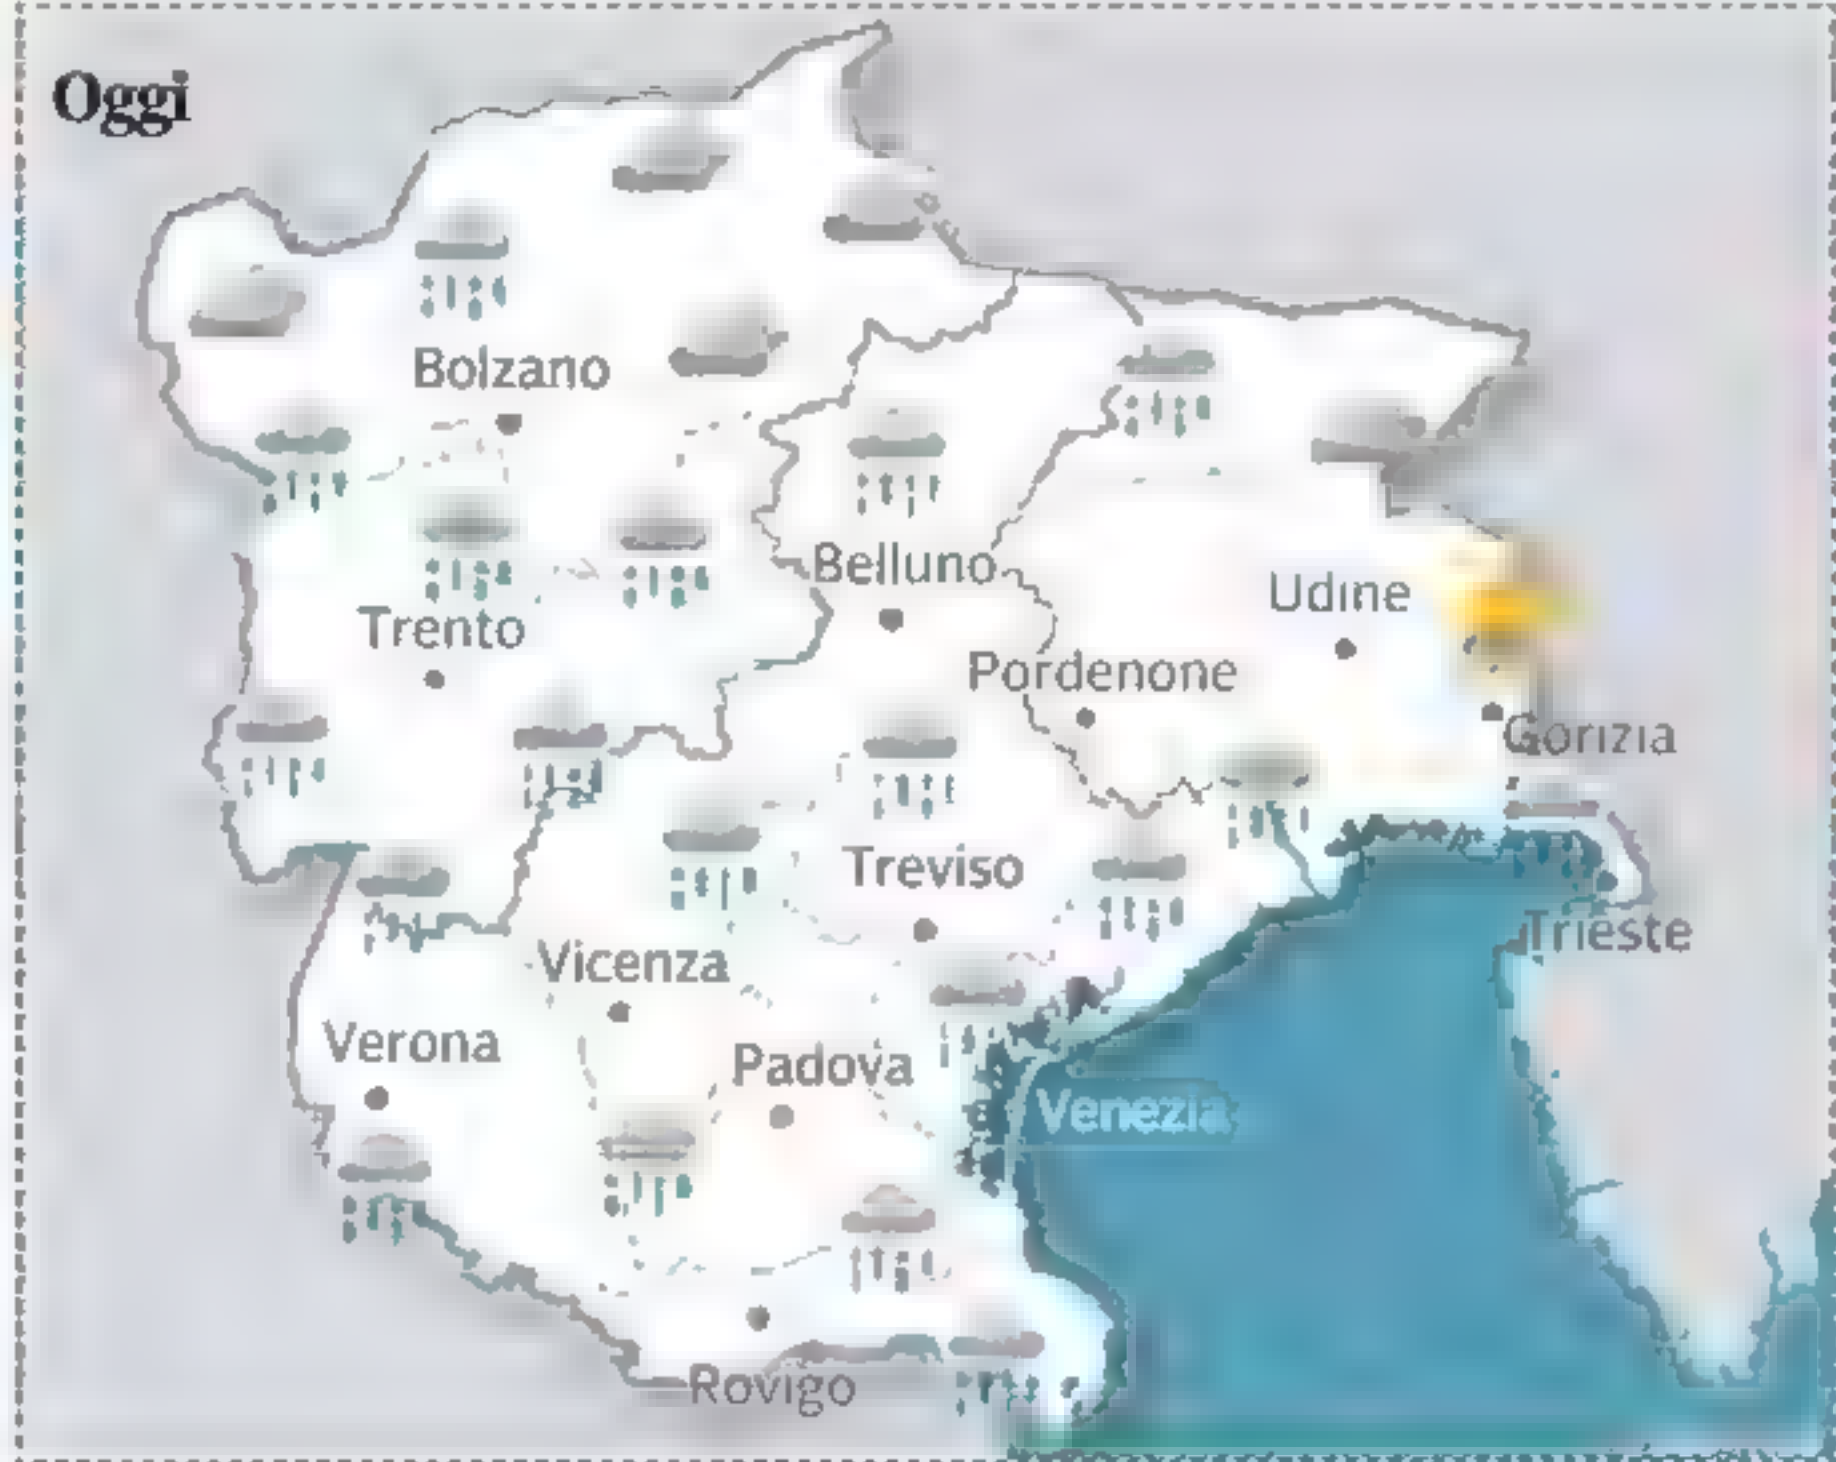 Oggi
Bolzano
Belluno
Udine
Trento
Pordenone
Gorizia
Treviso
Trieste
Vicenza
Verona
Padova
Venezia
Rovigo